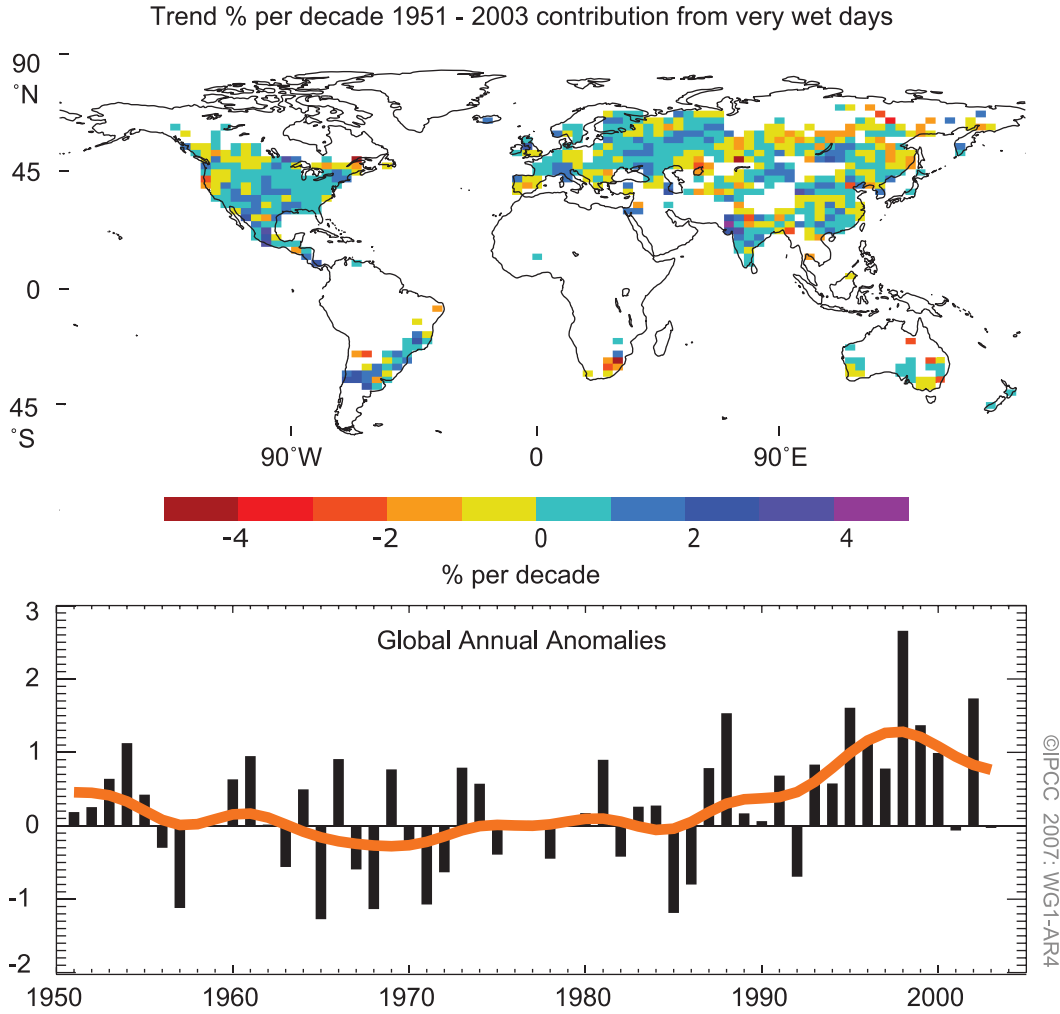 Trend % per decade 1951 - 2003 contribution from very wet days
90
˚N
45
0
45
˚S
90˚W 0 90˚E
-4 -2 0 2 4
% per decade
Global Annual Anomalies
3
2
1
0
-1
-2
1950 1960 1970 1980 1990 2000
©IPCC 2007: WG1-AR4